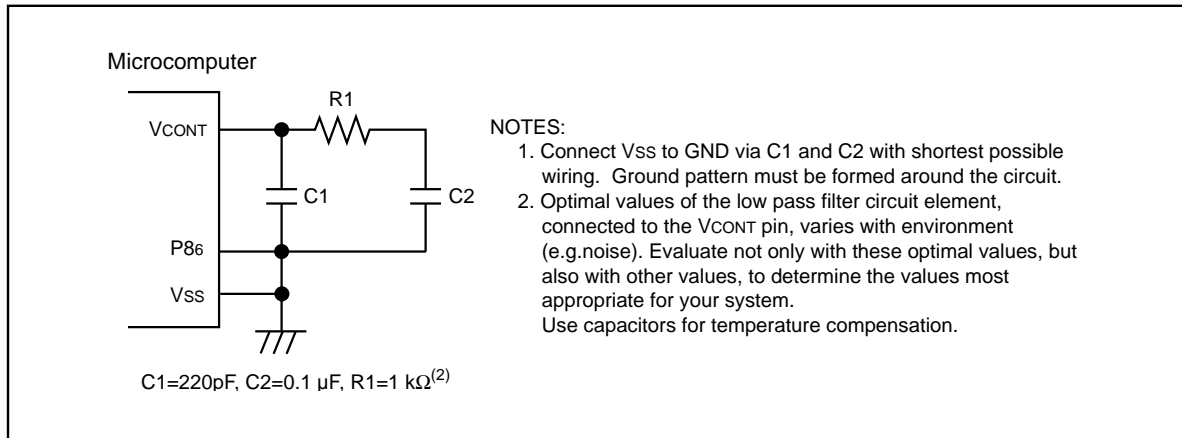 Microcomputer
VCONT
R1
C1
C2
P86
VSS
C1=220pF, C2=0.1 µF, R1=1 kΩ(2)
NOTES:
1. Connect VSS to GND via C1 and C2 with shortest possible
wiring. Ground pattern must be formed around the circuit.
2. Optimal values of the low pass filter circuit element,
connected to the VCONT pin, varies with environment
(e.g.noise). Evaluate not only with these optimal values, but
also with other values, to determine the values most
appropriate for your system.
Use capacitors for temperature compensation.